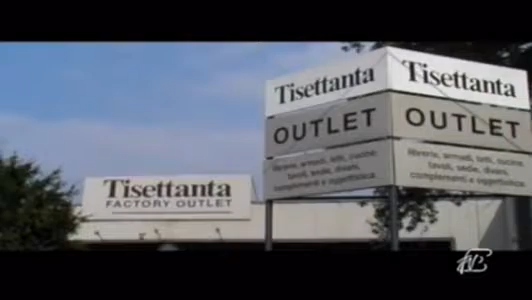 Tisettanta
FACTORY OUTLET
Tisettanta
OUTLET
librerie, armadi, letti, cucine
tavoli, sedie, divani,
complementi e oggettistica.
Tisettanta
OUTLET
librerie, armadi, letti, cucine
tavoli, sedie, divani,
complementi e oggettistica.